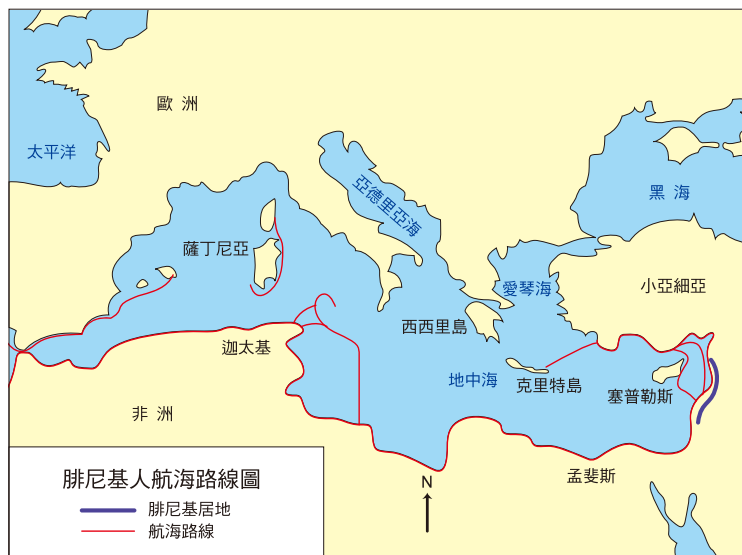 歐 洲
太平洋
亞德里亞海
黑 海
薩丁尼亞
愛琴海
小亞細亞
西西里島
迦太基
地中海
克里特島
塞普勒斯
非 洲
孟斐斯
N
腓尼基人航海路線圖
腓尼基居地
航海路線